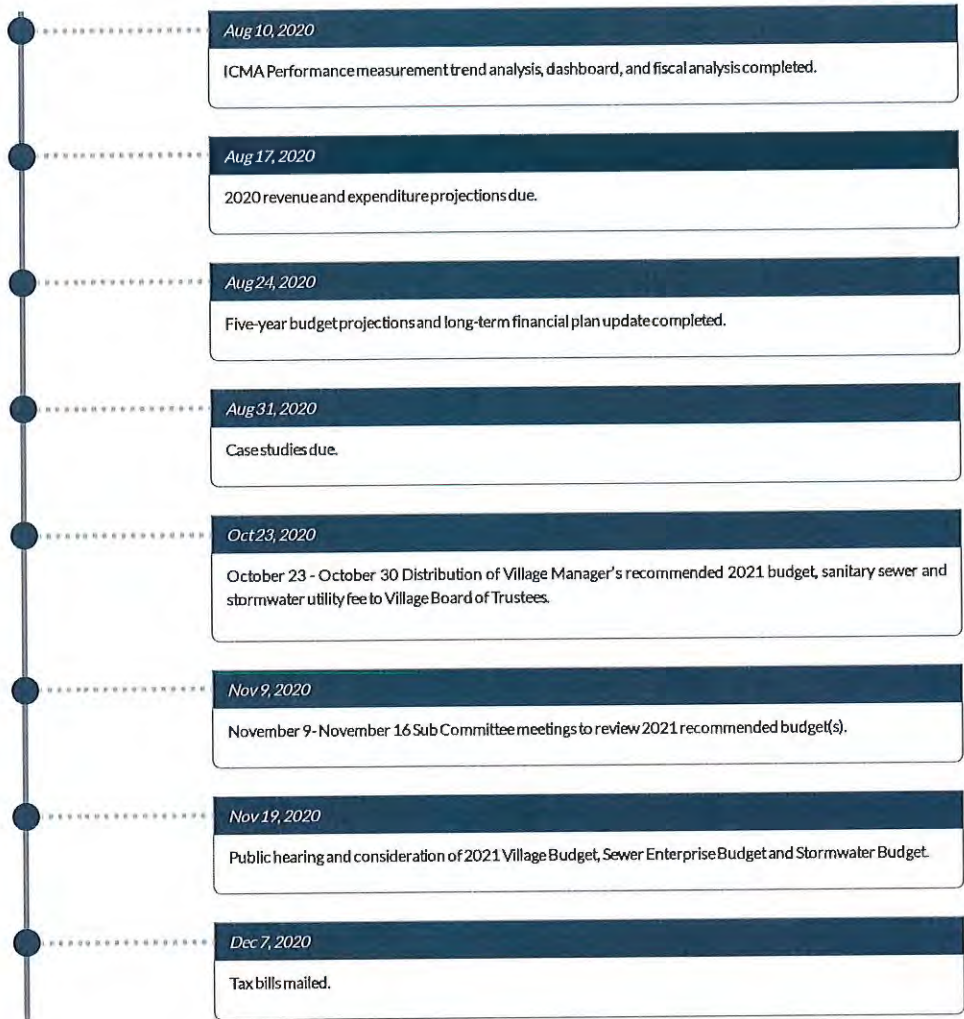 Aug 10, 2020
ICMA Performance measurement trend analysis, dashboard, and fiscal analysis completed.
Aug 17, 2020
2020 revenue and expenditure projections due.
Aug 24, 2020
Five-year budget projections and long-term financial plan update completed.
Aug 31, 2020
Case studies due.
Oct 23, 2020
October 23 - October 30 Distribution of Village Manager's recommended 2021 budget, sanitary sewer and
stormwater utility fee to Village Board of Trustees.
Nov 9, 2020
November 9- November 16 Sub Committee meetings to review 2021 recommended budget(s).
Nov 19, 2020
Public hearing and consideration of 2021 Village Budget, Sewer Enterprise Budget and Stormwater Budget.
Dec 7, 2020
Tax bills mailed.